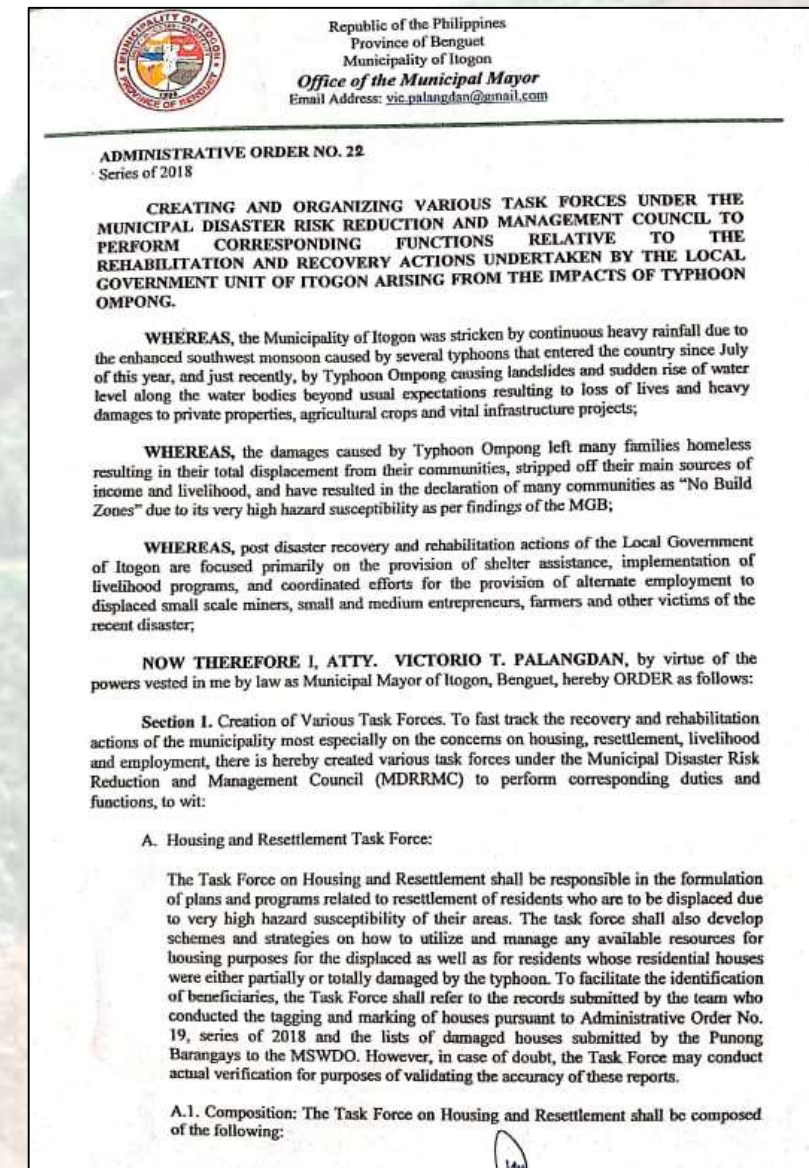 MUNICIPALITY OF ITOGON
PROVINCE OF BENGUET
Republic of the Philippines
Province of Benguet
Municipality of Itogon
Office of the Municipal Mayor
Email Address: vic.palangdan@gmail.com
ADMINISTRATIVE ORDER NO. 22
Series of 2018
CREATING AND ORGANIZING VARIOUS TASK FORCES UNDER THE
MUNICIPAL DISASTER RISK REDUCTION AND MANAGEMENT COUNCIL TO
PERFORM CORRESPONDING FUNCTIONS RELATIVE TO THE
REHABILITATION AND RECOVERY ACTIONS UNDERTAKEN BY THE LOCAL
GOVERNMENT UNIT OF ITOGON ARISING FROM THE IMPACTS OF TYPHOON
OMPONG.
WHEREAS, the Municipality of Itogon was stricken by continuous heavy rainfall due to
the enhanced southwest monsoon caused by several typhoons that entered the country since July
of this year, and just recently, by Typhoon Ompong causing landslides and sudden rise of water
level along the water bodies beyond usual expectations resulting to loss of lives and heavy
damages to private properties, agricultural crops and vital infrastructure projects;
WHEREAS, the damages caused by Typhoon Ompong left many families homeless
resulting in their total displacement from their communities, stripped off their main sources of
income and livelihood, and have resulted in the declaration of many communities as “No Build
Zones” due to its very high hazard susceptibility as per findings of the MGB;
WHEREAS, post disaster recovery and rehabilitation actions of the Local Government
of Itogon are focused primarily on the provision of shelter assistance, implementation of
livelihood programs, and coordinated efforts for the provision of alternate employment to
displaced small scale miners, small and medium entrepreneurs, farmers and other victims of the
recent disaster;
NOW THEREFORE I, ATTY. VICTORIO T. PALANGDAN, by virtue of the
powers vested in me by law as Municipal Mayor of Itogon, Benguet, hereby ORDER as follows:
Section 1. Creation of Various Task Forces. To fast track the recovery and rehabilitation
actions of the municipality most especially on the concerns on housing, resettlement, livelihood
and employment, there is hereby created various task forces under the Municipal Disaster Risk
Reduction and Management Council (MDRRMC) to perform corresponding duties and
functions, to wit:
A. Housing and Resettlement Task Force:
The Task Force on Housing and Resettlement shall be responsible in the formulation
of plans and programs related to resettlement of residents who are to be displaced due
to very high hazard susceptibility of their areas. The task force shall also develop
schemes and strategies on how to utilize and manage any available resources for
housing purposes for the displaced as well as for residents whose residential houses
were either partially or totally damaged by the typhoon. To facilitate the identification
of beneficiaries, the Task Force shall refer to the records submitted by the team who
conducted the tagging and marking of houses pursuant to Administrative Order No.
19, series of 2018 and the lists of damaged houses submitted by the Punong
Barangays to the MSWDO. However, in case of doubt, the Task Force may conduct
actual verification for purposes of validating the accuracy of these reports.
A.1. Composition: The Task Force on Housing and Resettlement shall be composed
of the following: